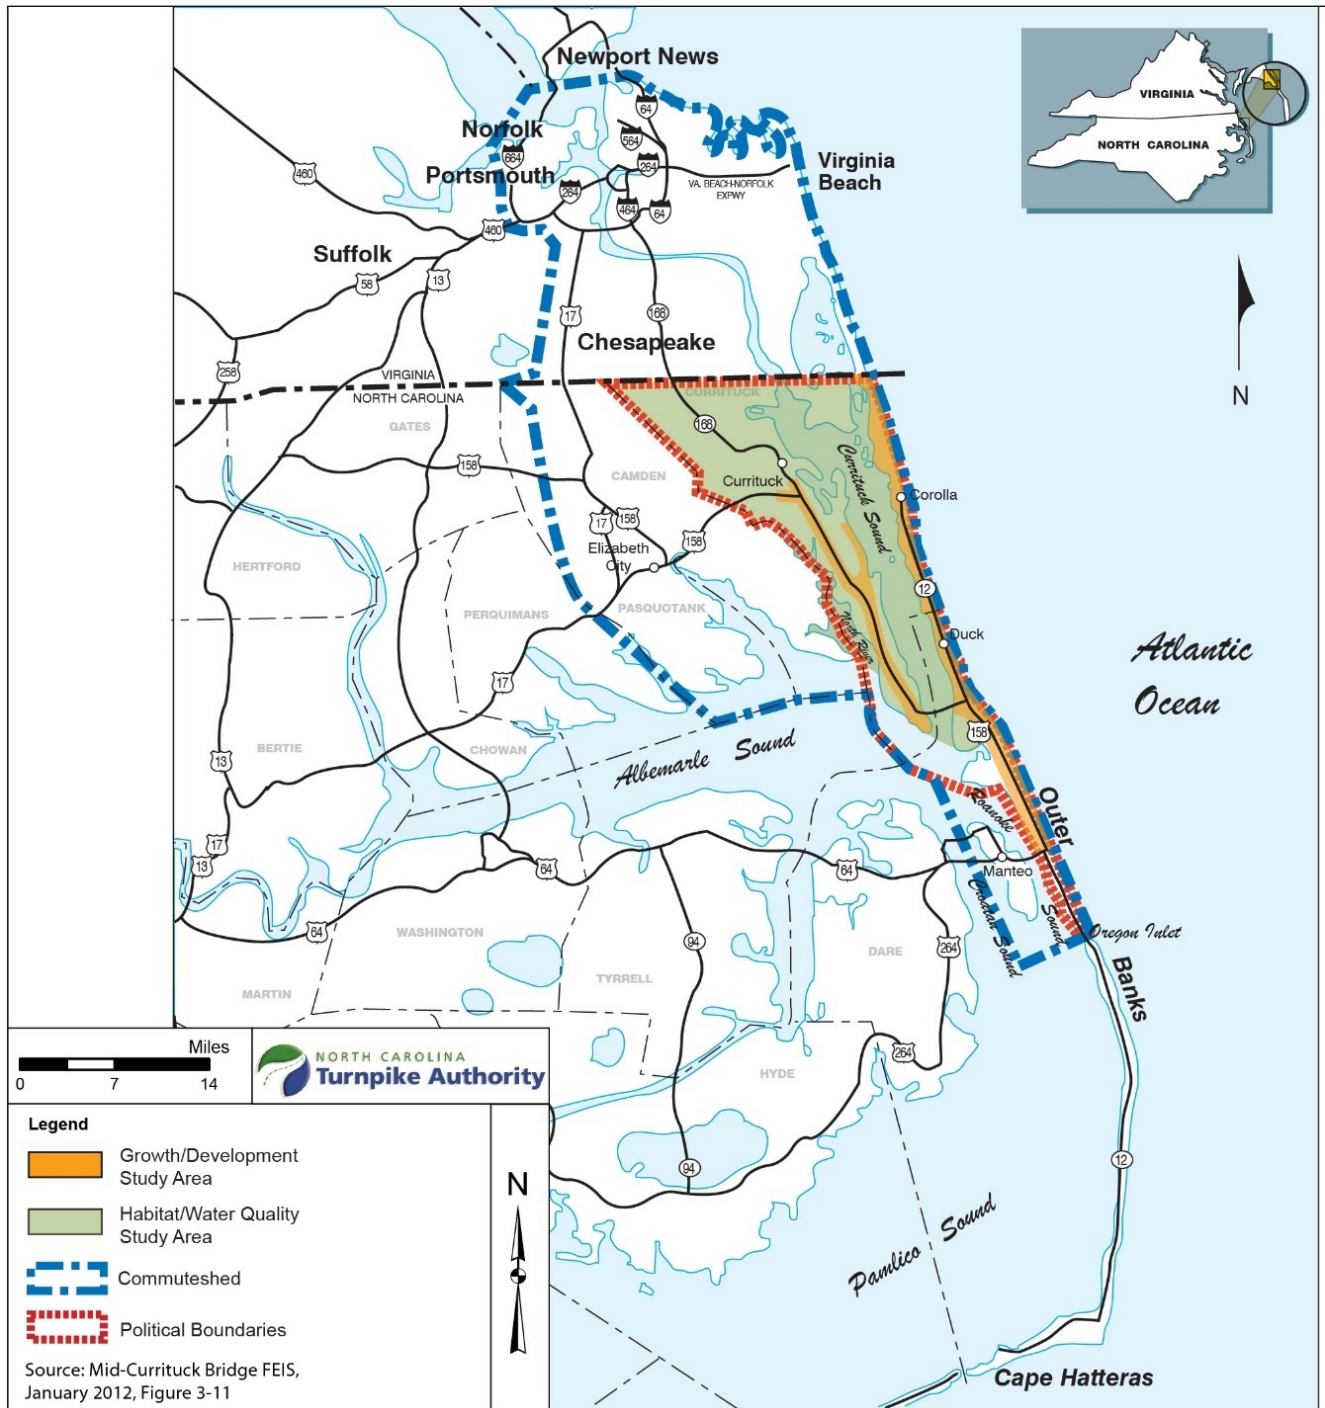 Newport News
64
Norfolk
564
664
264
Virginia
Beach
460
Portsmouth
264
VA. BEACH-NORFOLK
EXPWY
464
64
460
Suffolk
58
13
17
168
Chesapeake
258
VIRGINIA
NORTH CAROLINA
VIRGINIA
NORTH CAROLINA
N
CURRITUCK
GATES
168
158
CAMDEN
Currituck
Currituck Sound
Corolla
17
158
158
Elizabeth
City
HERTFORD
12
PERQUIMANS
PASQUOTANK
North River
Duck
Atlantic
Ocean
17
158
BERTIE
CHOWAN
13
Albemarle Sound
Outer
Banks
Roanoke
Sound
17
13
64
64
Manteo
Croatan Sound
64
WASHINGTON
94
DARE
264
Oregon Inlet
TYRRELL
MARTIN
264
HYDE
94
12
Pamlico Sound
Cape Hatteras
Miles
0 7 14
NORTH CAROLINA
Turnpike Authority
Legend
Growth/Development
Study Area
Habitat/Water Quality
Study Area
Commuteshed
Political Boundaries
N
Source: Mid-Currituck Bridge FEIS,
January 2012, Figure 3-11